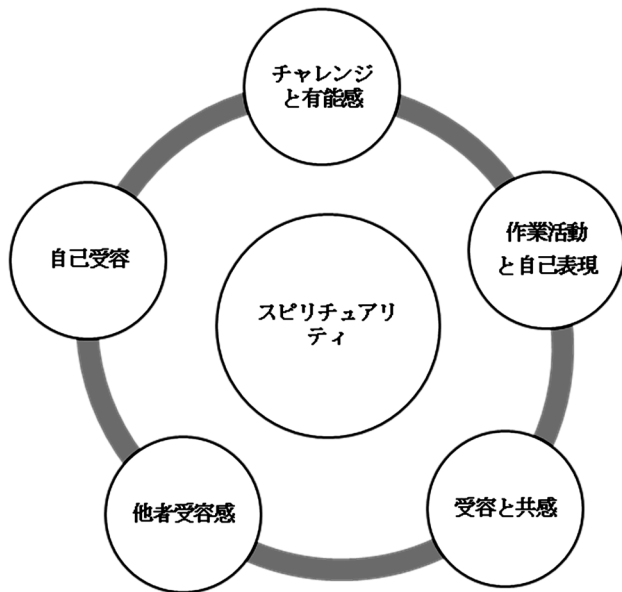 チャレンジ
と有能感
作業活動
と自己表現
受容と共感
他者受容感
自己受容
スピリチュアリ
ティ